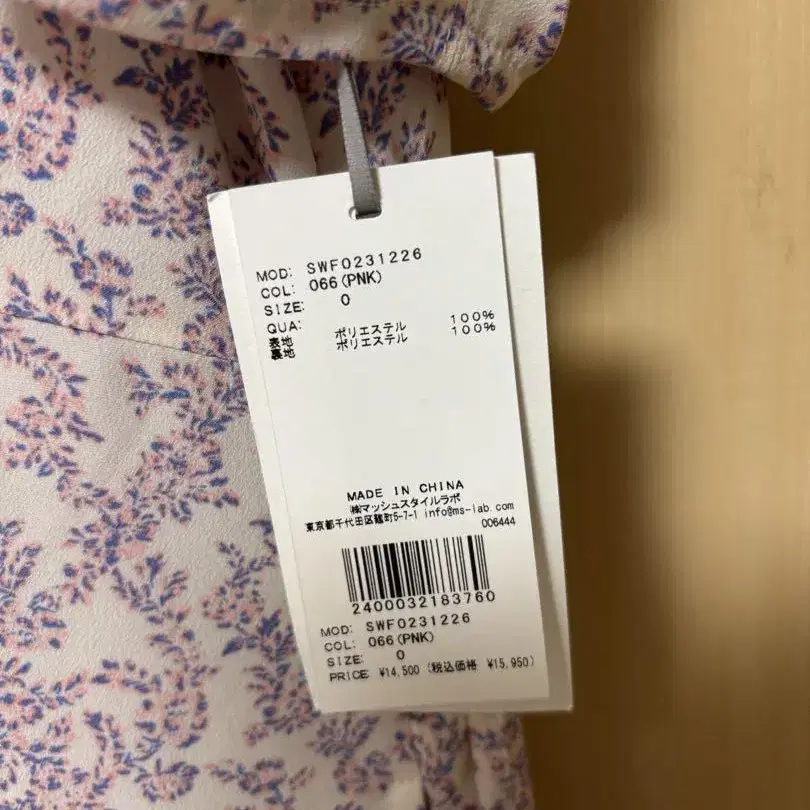 MOD: SWF0231226
COL: 066(PNK)
SIZE: 0
QUA:
表地 ポリエステル 100%
裏地 ポリエステル 100%
MADE IN CHINA
㈱マッシュスタイルラボ
東京都千代田区麹町5-7-1 info@ms-lab.com
006444
2400032183760
MOD: SWF0231226
COL: 066(PNK)
SIZE: 0
PRICE: ¥14,500 (税込価格 ¥15,950)